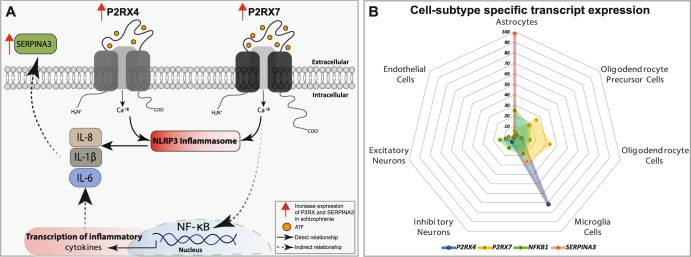 A
P2RX4
P2RX7
SERPINA3
Extracellular
Intracellular
H₃N⁺
COO⁻
H₃N⁺
COO⁻
Ca⁺²
Ca⁺²
NLRP3 Inflammasome
IL-8
IL-1β
IL-6
NF-κB
Nucleus
Transcription of inflammatory
cytokines
Increase expression
of P2RX and SERPINA3
in schizophrenia
ATP
Direct relationship
Indirect relationship
B
Cell-subtype specific transcript expression
Astrocytes
100
90
80
70
60
50
40
30
20
10
Oligodendrocyte
Precursor Cells
Oligodendrocyte
Cells
Microglia
Cells
Inhibitory
Neurons
Excitatory
Neurons
Endothelial
Cells
P2RX4
P2RX7
NFKB1
SERPINA3